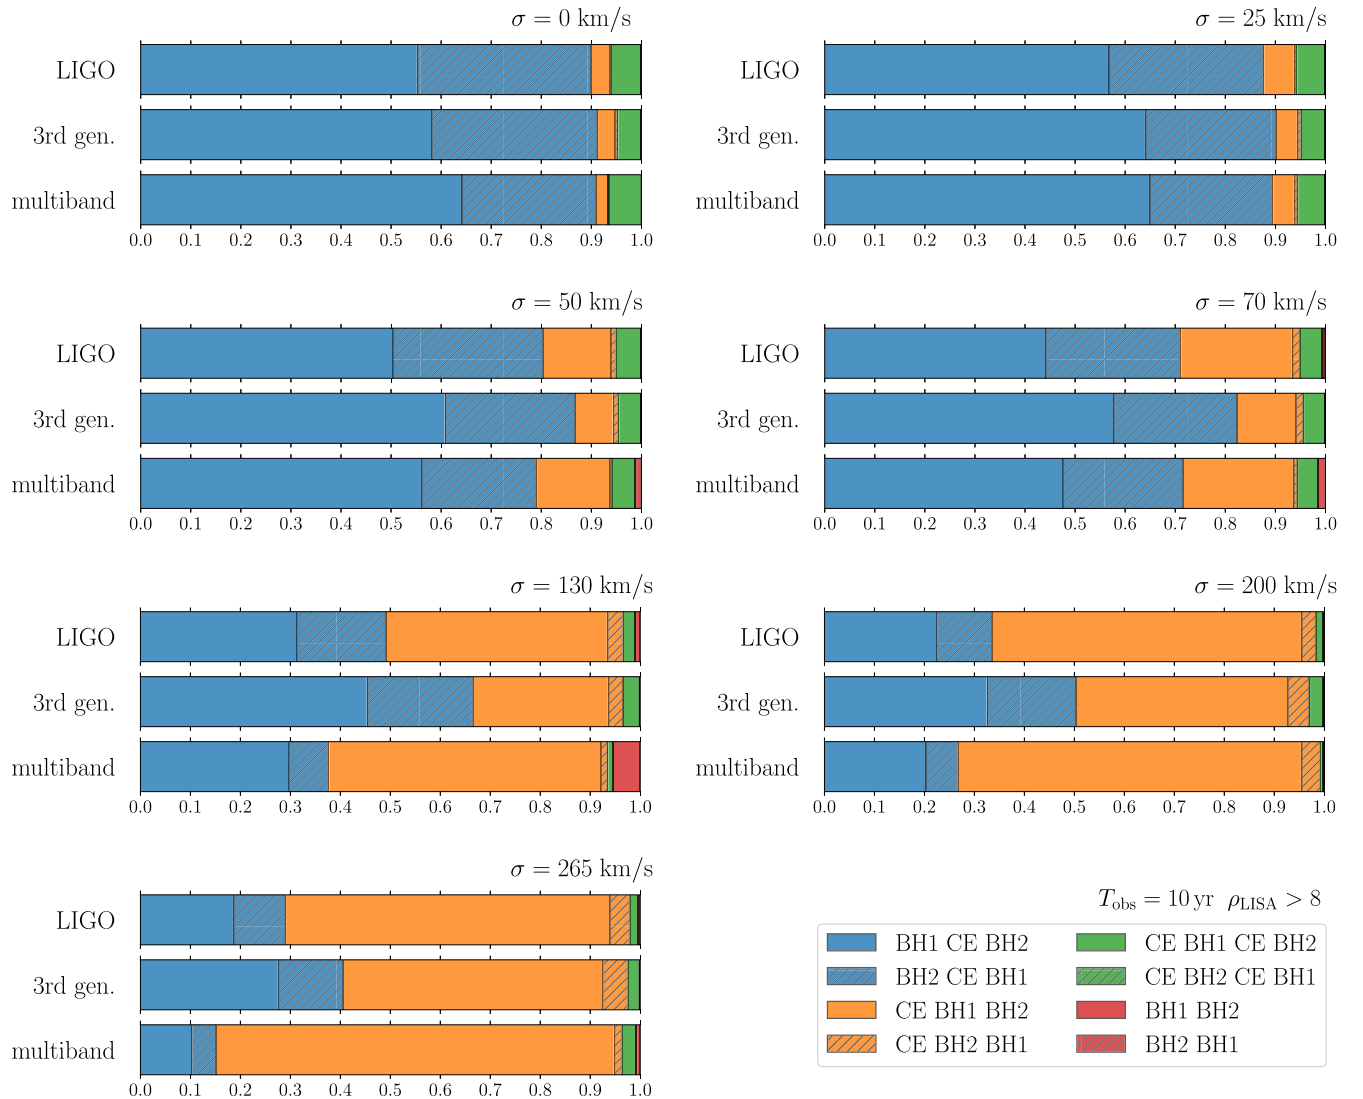 σ = 0 km/s
LIGO
3rd gen.
multiband
0.0 0.1 0.2 0.3 0.4 0.5 0.6 0.7 0.8 0.9 1.0
σ = 25 km/s
LIGO
3rd gen.
multiband
0.0 0.1 0.2 0.3 0.4 0.5 0.6 0.7 0.8 0.9 1.0
σ = 50 km/s
LIGO
3rd gen.
multiband
0.0 0.1 0.2 0.3 0.4 0.5 0.6 0.7 0.8 0.9 1.0
σ = 70 km/s
LIGO
3rd gen.
multiband
0.0 0.1 0.2 0.3 0.4 0.5 0.6 0.7 0.8 0.9 1.0
σ = 130 km/s
LIGO
3rd gen.
multiband
0.0 0.1 0.2 0.3 0.4 0.5 0.6 0.7 0.8 0.9 1.0
σ = 200 km/s
LIGO
3rd gen.
multiband
0.0 0.1 0.2 0.3 0.4 0.5 0.6 0.7 0.8 0.9 1.0
σ = 265 km/s
LIGO
3rd gen.
multiband
0.0 0.1 0.2 0.3 0.4 0.5 0.6 0.7 0.8 0.9 1.0
T_obs = 10 yr ρ_LISA > 8
BH1 CE BH2
BH2 CE BH1
CE BH1 BH2
CE BH2 BH1
CE BH1 CE BH2
CE BH2 CE BH1
BH1 BH2
BH2 BH1